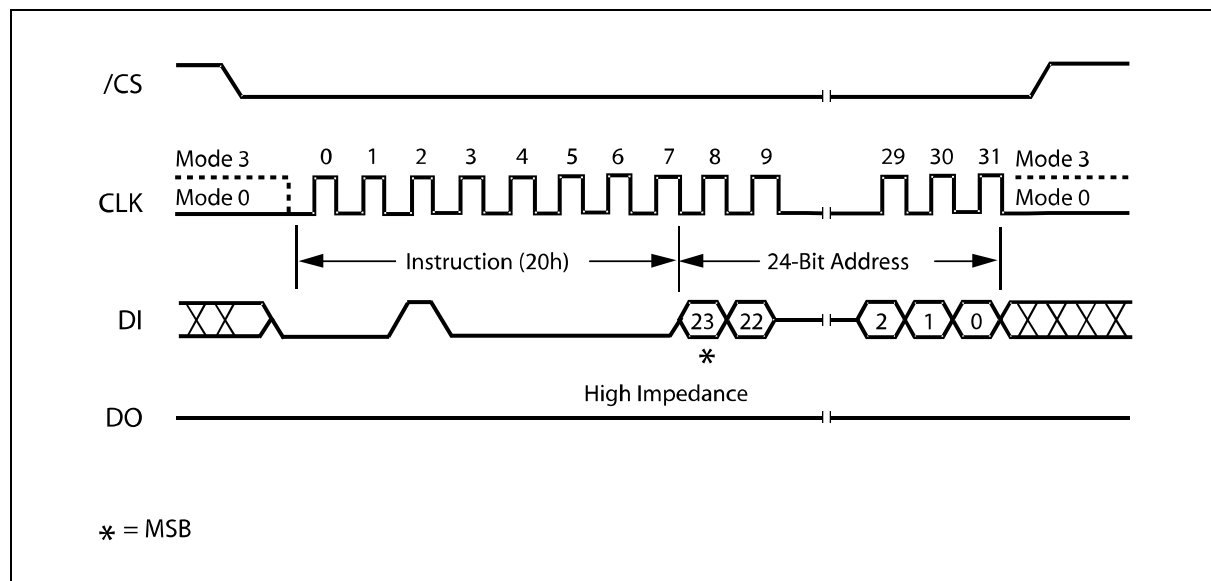 /CS
Mode 3 0 1 2 3 4 5 6 7 8 9 29 30 31 Mode 3
CLK Mode 0 Mode 0
Instruction (20h) 24-Bit Address
DI 23 22 2 1 0
*
High Impedance
DO
* = MSB